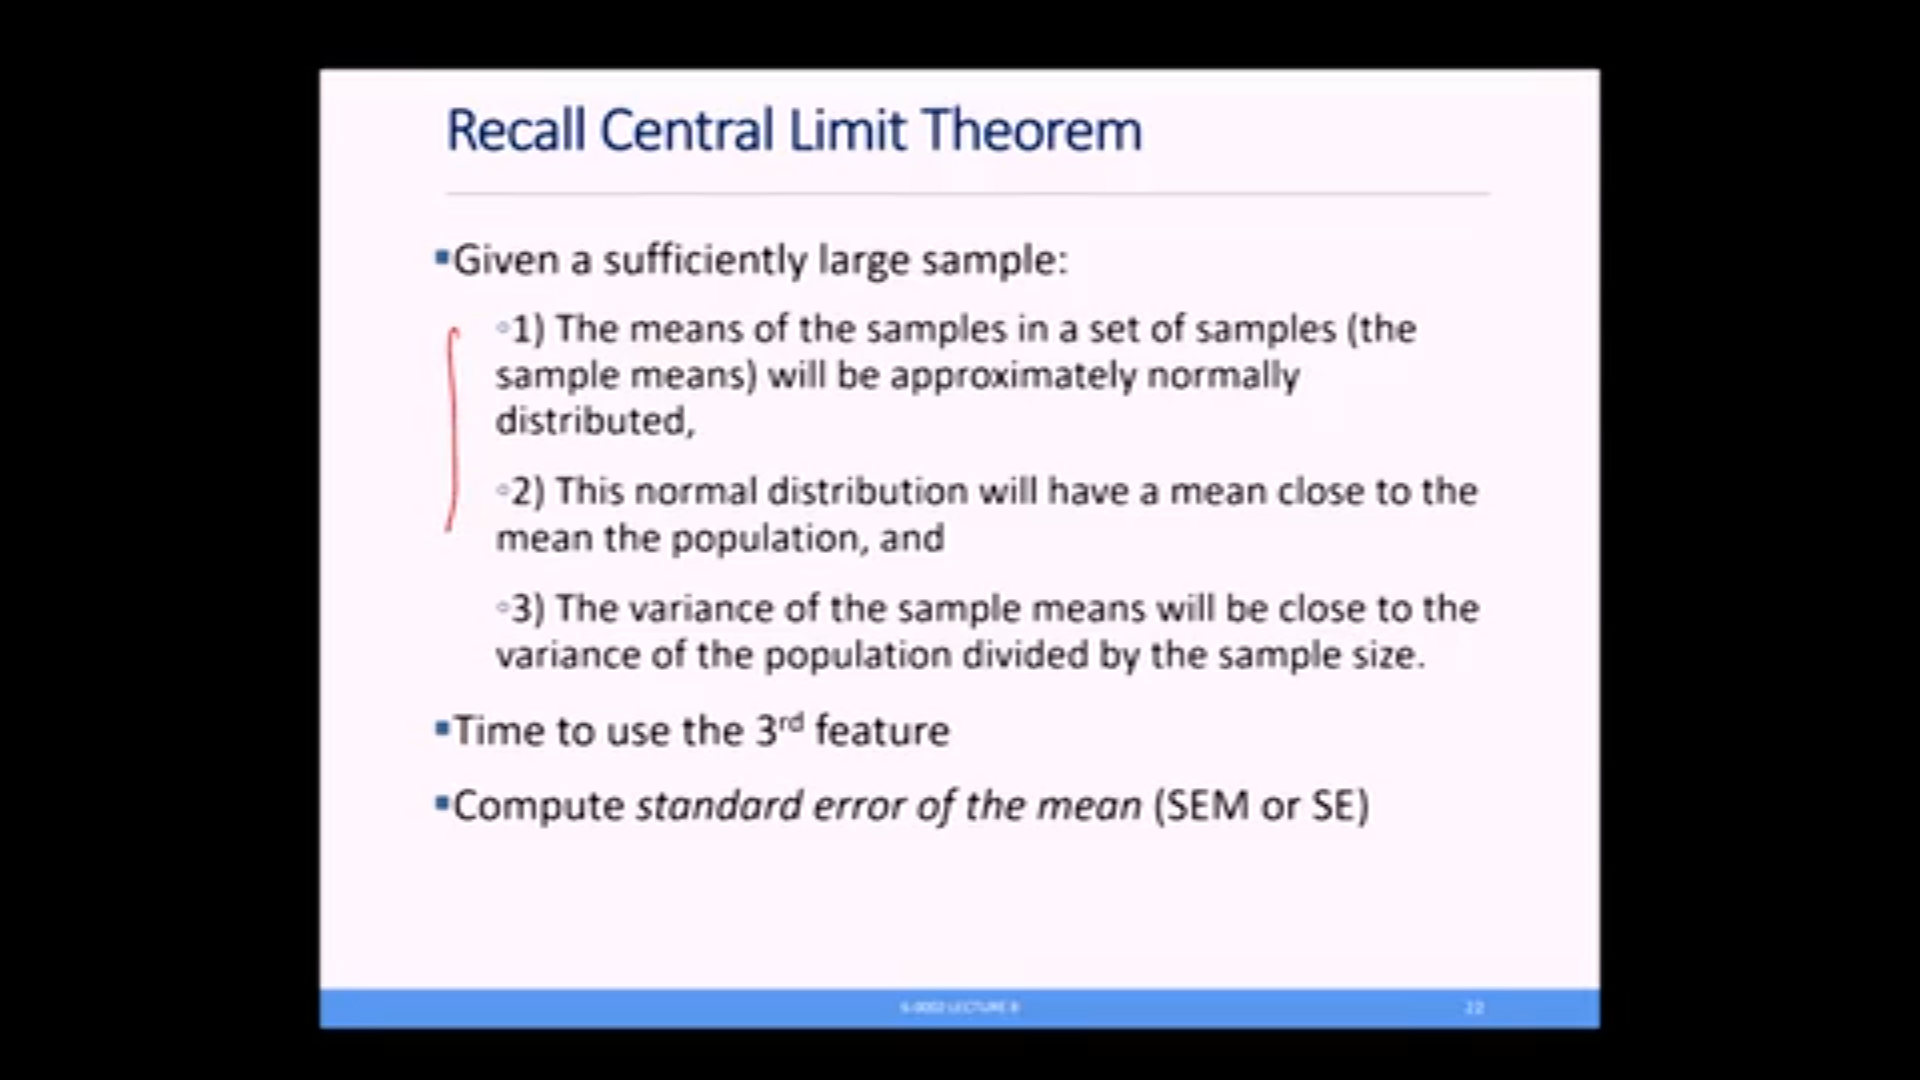 Recall Central Limit Theorem
▪Given a sufficiently large sample:
◦1) The means of the samples in a set of samples (the
sample means) will be approximately normally
distributed,
◦2) This normal distribution will have a mean close to the
mean the population, and
◦3) The variance of the sample means will be close to the
variance of the population divided by the sample size.
▪Time to use the 3rd feature
▪Compute standard error of the mean (SEM or SE)
6.0002 LECTURE 8
22